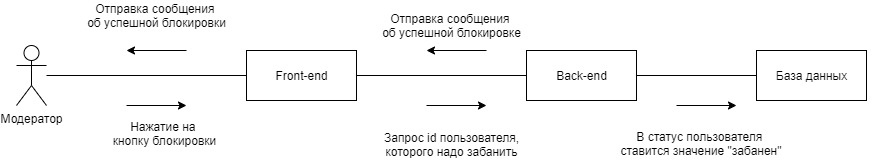 Отправка сообщения
об успешной блокировки
Отправка сообщения
об успешной блокировке
Front-end
Back-end
База данных
Модератор
Нажатие на
кнопку блокировки
Запрос id пользователя,
которого надо забанить
В статус пользователя
ставится значение "забанен"